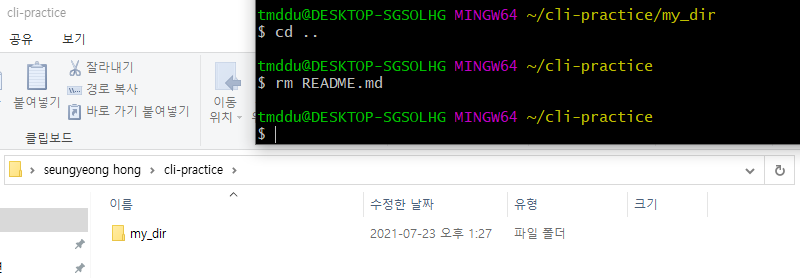 cli-practice
공유 보기
붙여넣기
잘라내기
경로 복사
바로 가기 붙여넣기
이동
위치
클립보드
tmddu@DESKTOP-SGSOLHG MINGW64 ~/cli-practice/my_dir
$ cd ..
tmddu@DESKTOP-SGSOLHG MINGW64 ~/cli-practice
$ rm README.md
tmddu@DESKTOP-SGSOLHG MINGW64 ~/cli-practice
$
seungyeong hong cli-practice
이름 수정한 날짜 유형 크기
my_dir 2021-07-23 오후 1:27 파일 폴더